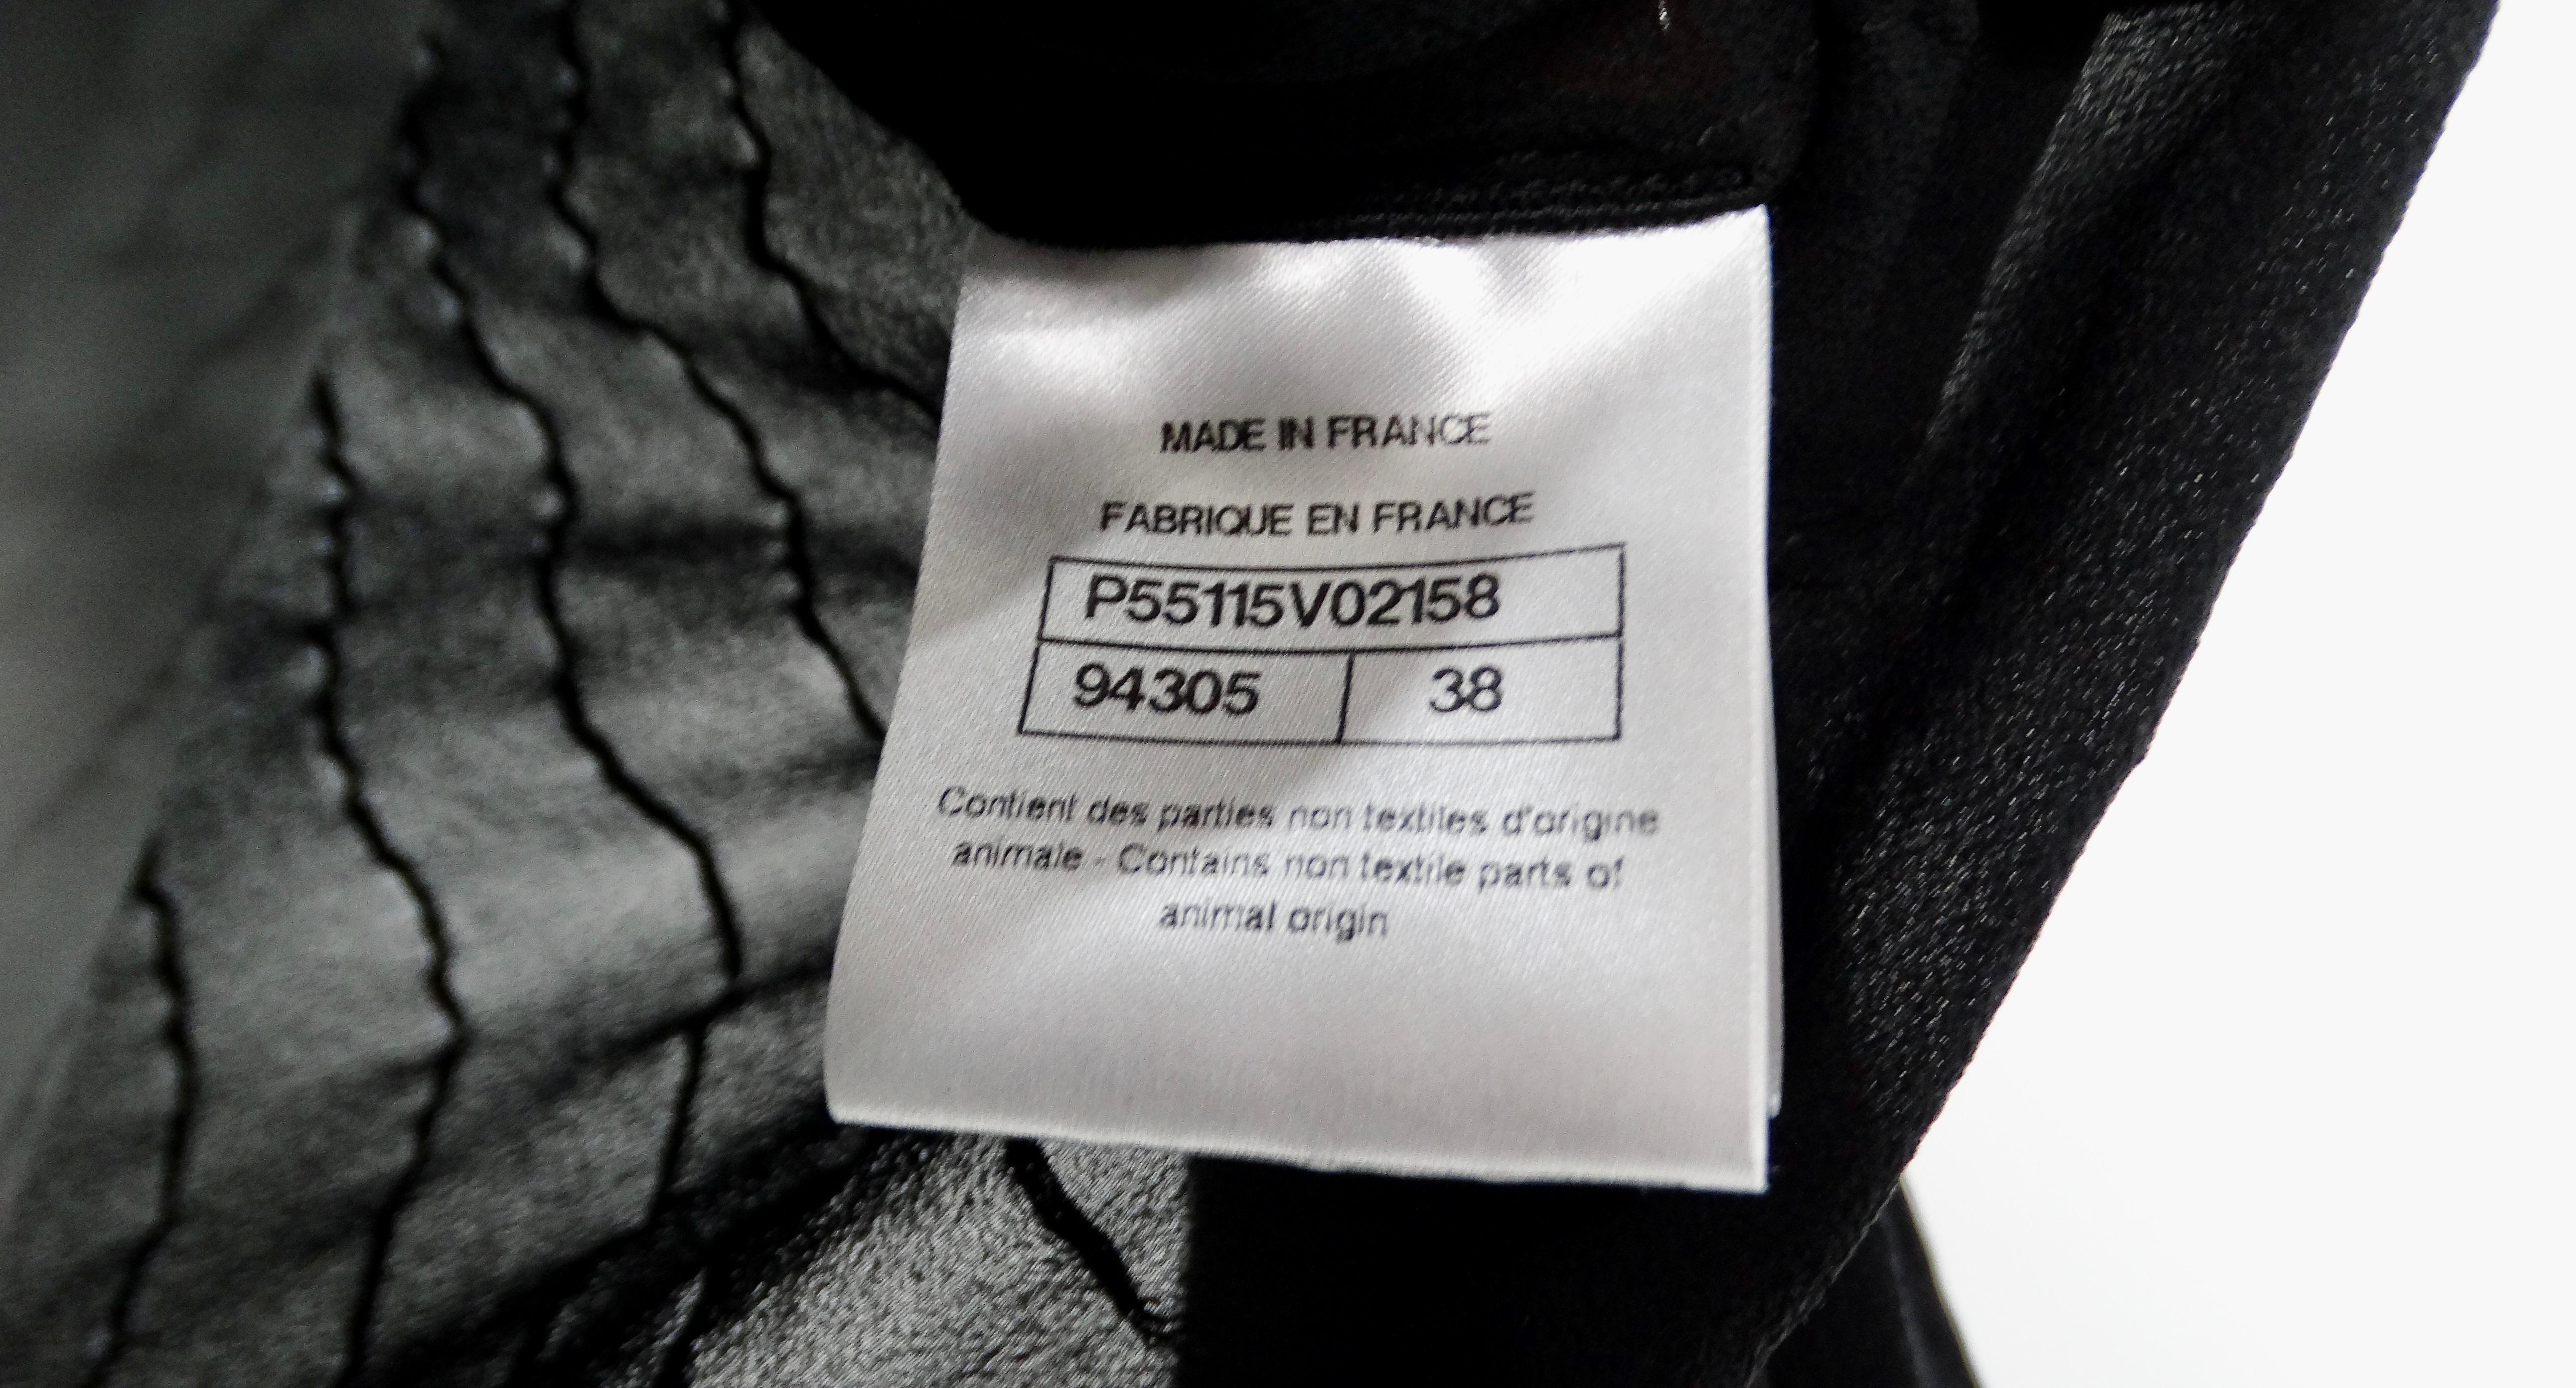 MADE IN FRANCE
FABRIQUE EN FRANCE
P55115V02158
94305 38
Contient des parties non textiles d'origine
animale - Contains non textile parts of
animal origin